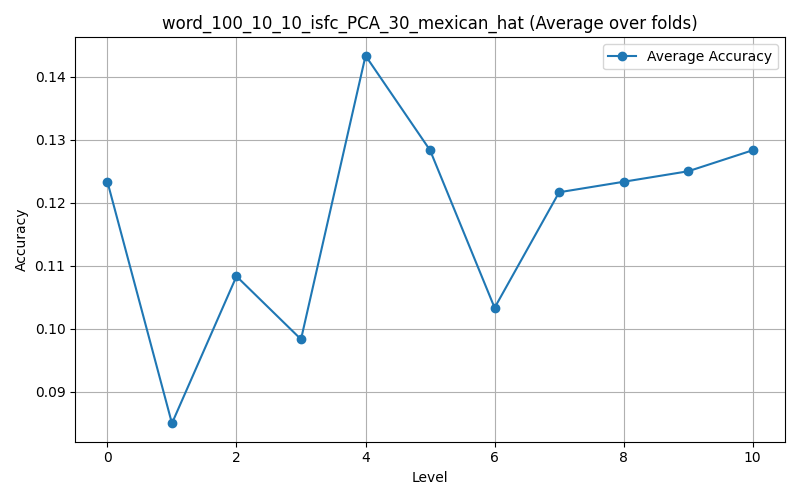 word_100_10_10_isfc_PCA_30_mexican_hat (Average over folds)
Average Accuracy
Accuracy
0.14
0.13
0.12
0.11
0.10
0.09
0 2 4 6 8 10
Level